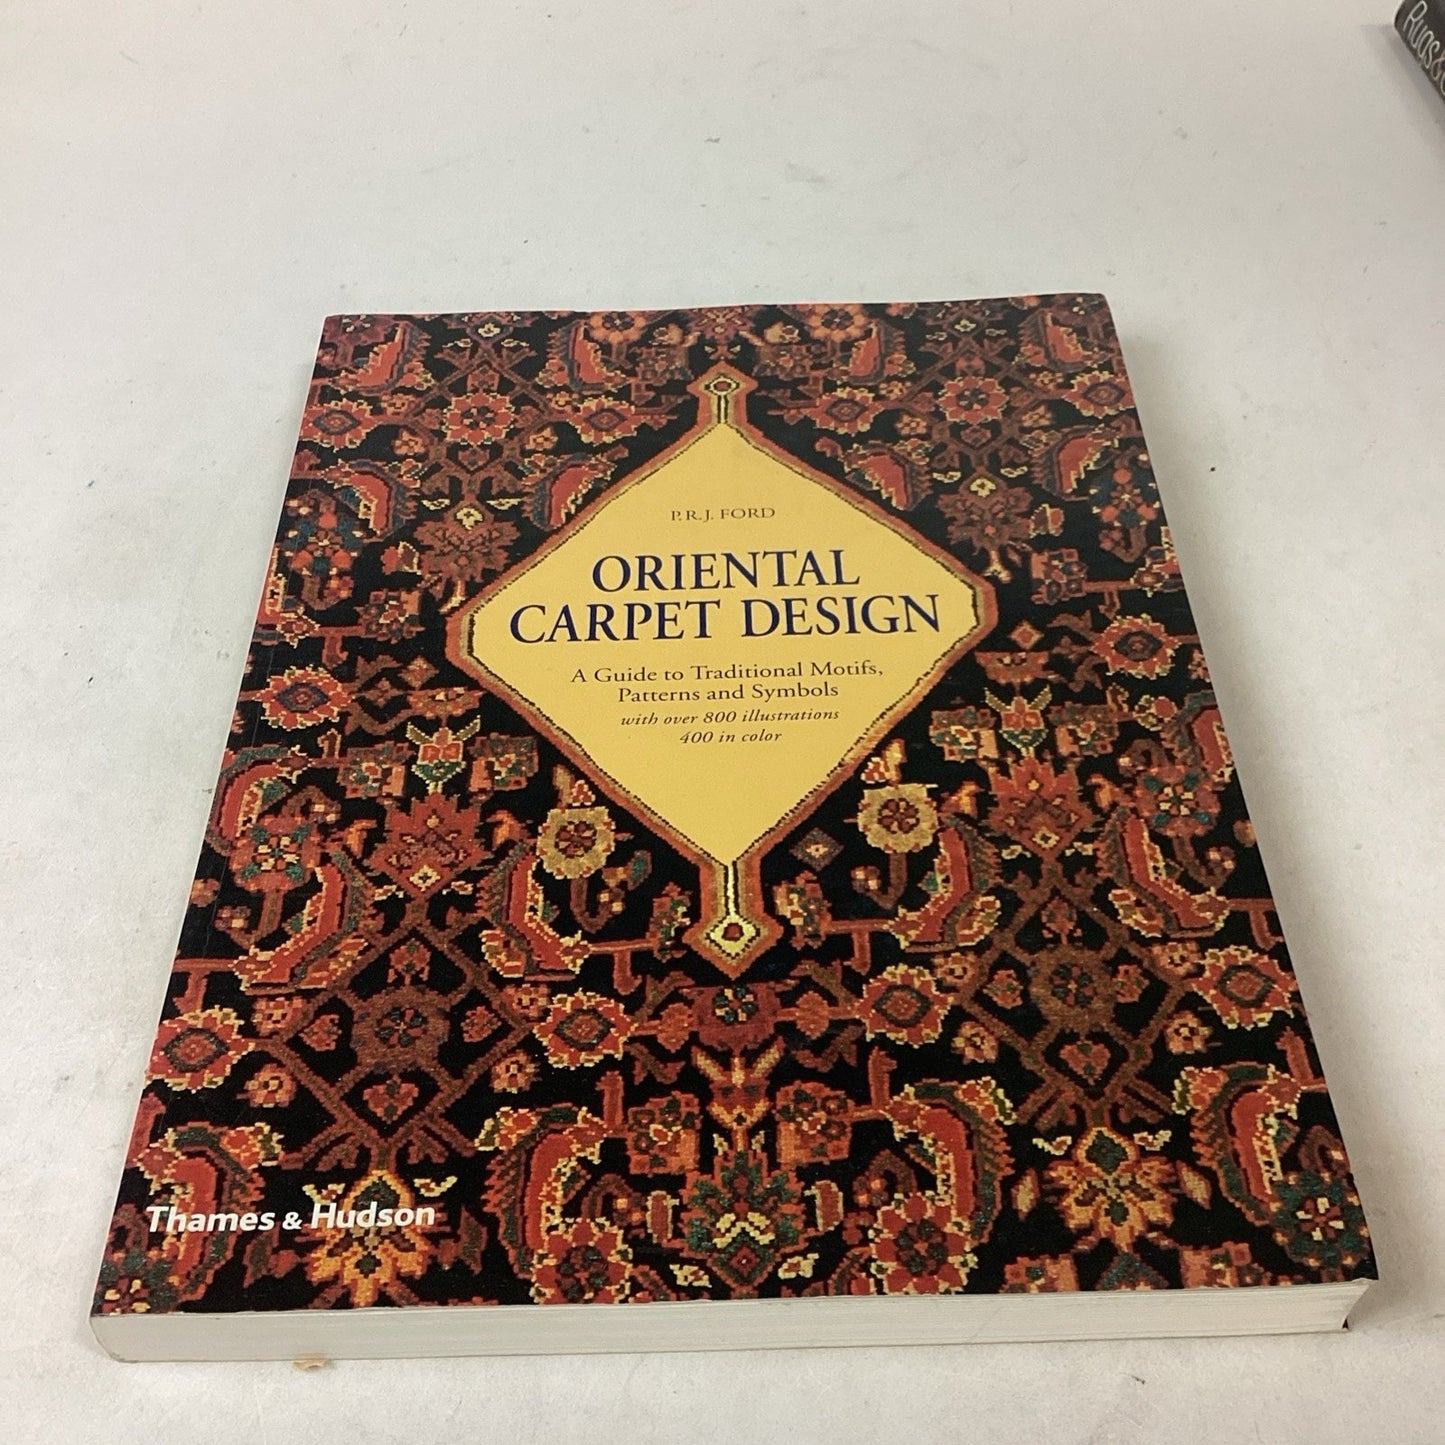 P.R.J. FORD
ORIENTAL
CARPET DESIGN
A Guide to Traditional Motifs,
Patterns and Symbols
with over 800 illustrations
400 in color
Thames & Hudson
Rugs &